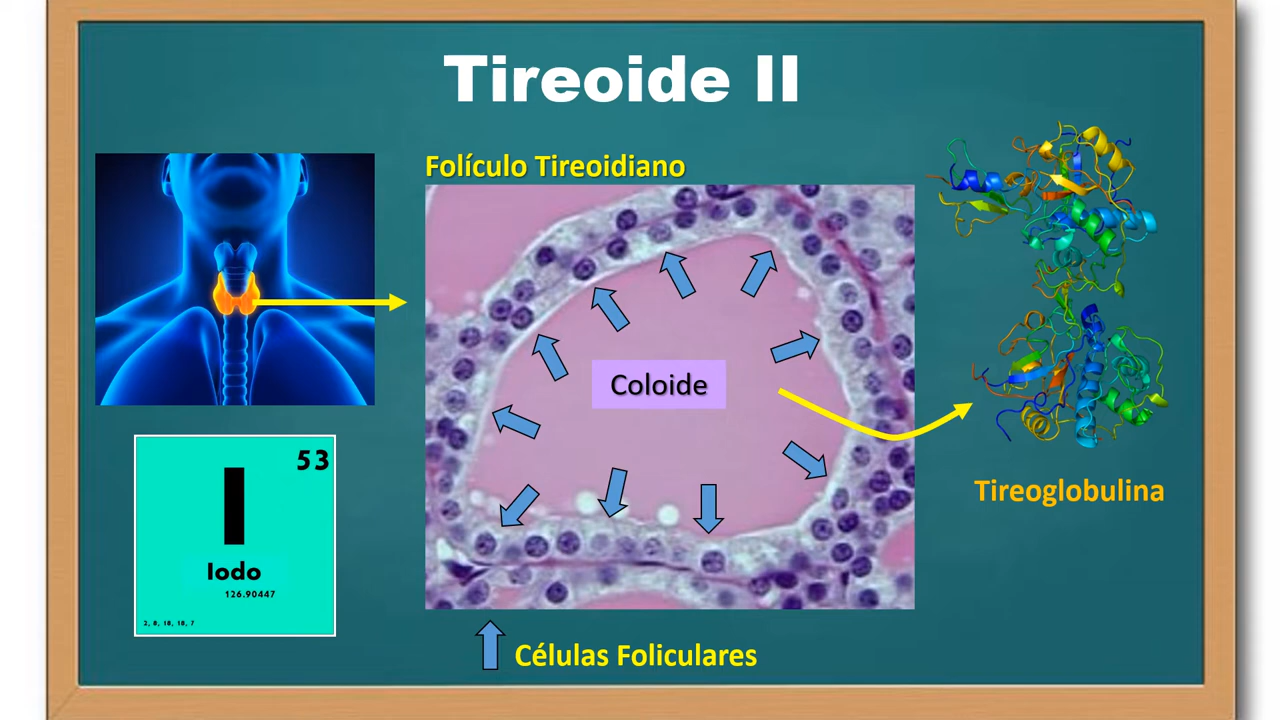 Tireoide II
Folículo Tireoidiano
Coloide
53
I
Iodo
126.90447
2, 8, 18, 18, 7
Tireoglobulina
Células Foliculares